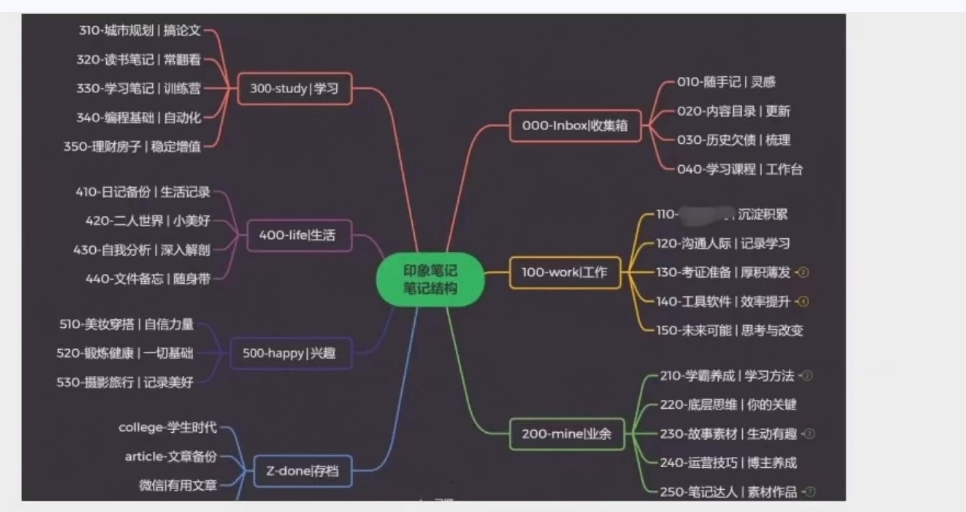 310-城市规划 | 搞论文
320-读书笔记 | 常翻看
330-学习笔记 | 训练营
340-编程基础 | 自动化
350-理财房子 | 稳定增值
300-study|学习
410-日记备份 | 生活记录
420-二人世界 | 小美好
430-自我分析 | 深入解剖
440-文件备忘 | 随身带
400-life|生活
510-美妆穿搭 | 自信力量
520-锻炼健康 | 一切基础
530-摄影旅行 | 记录美好
500-happy|兴趣
college-学生时代
article-文章备份
微信|有用文章
Z-done|存档
印象笔记
笔记结构
000-Inbox|收集箱
010-随手记 | 灵感
020-内容目录 | 更新
030-历史欠债 | 梳理
040-学习课程 | 工作台
100-work|工作
110- | 沉淀积累
120-沟通人际 | 记录学习
130-考证准备 | 厚积薄发
140-工具软件 | 效率提升
150-未来可能 | 思考与改变
200-mine|业余
210-学霸养成 | 学习方法
220-底层思维 | 你的关键
230-故事素材 | 生动有趣
240-运营技巧 | 博主养成
250-笔记达人 | 素材作品